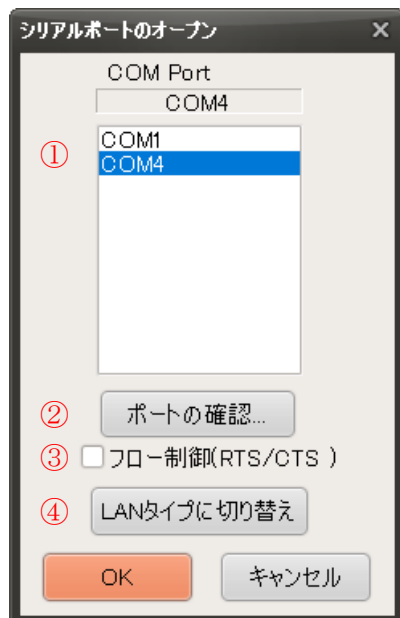 シリアルポートのオープン ×
COM Port
COM4
① COM1
COM4
② ポートの確認...
③ フロー制御(RTS/CTS )
④ LANタイプに切り替え
OK キャンセル